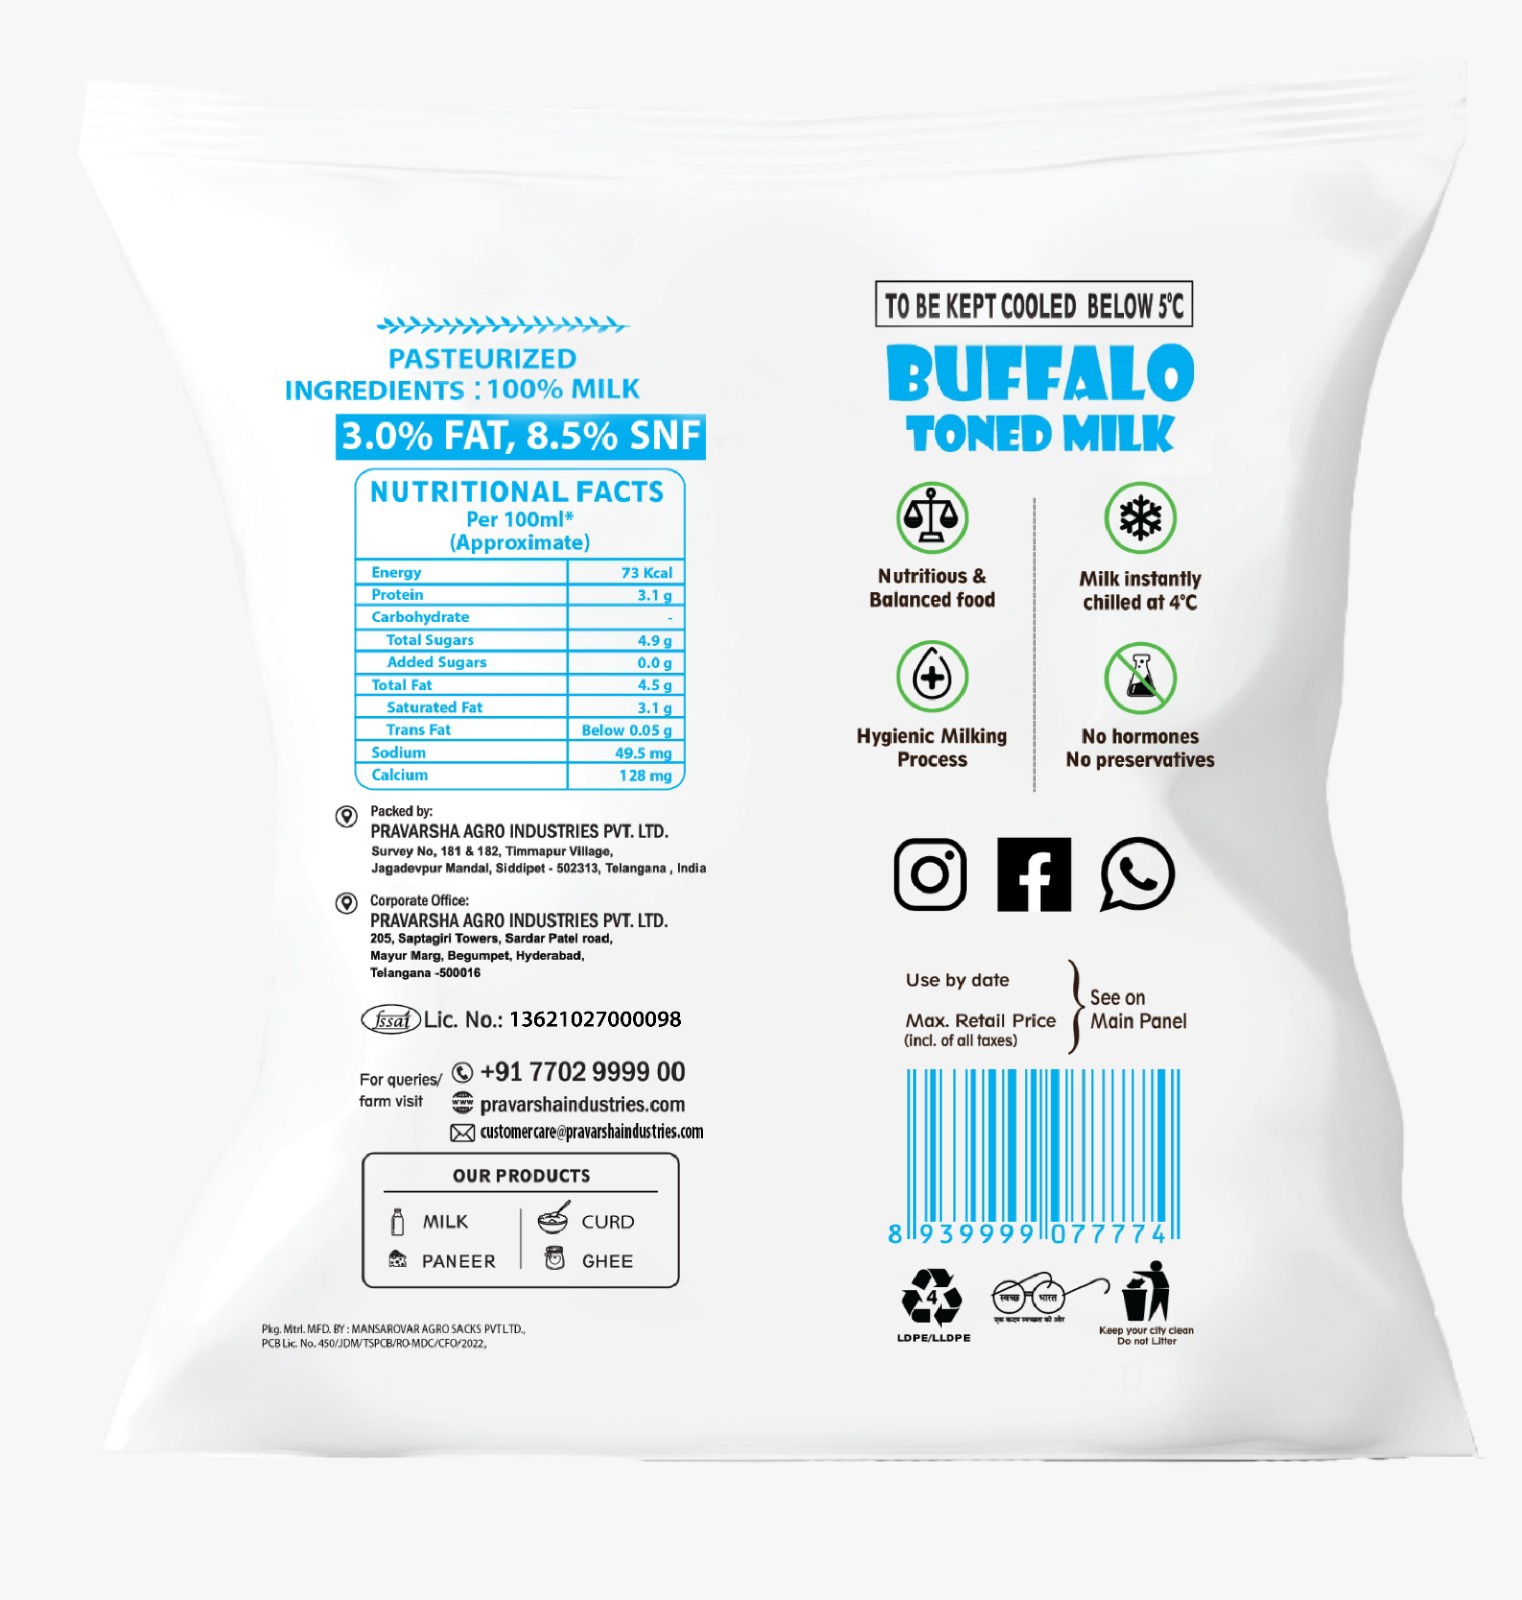 PASTEURIZED
INGREDIENTS : 100% MILK
3.0% FAT, 8.5% SNF
NUTRITIONAL FACTS
Per 100ml*
(Approximate)
Energy 73 Kcal
Protein 3.1 g
Carbohydrate -
Total Sugars 4.9 g
Added Sugars 0.0 g
Total Fat 4.5 g
Saturated Fat 3.1 g
Trans Fat Below 0.05 g
Sodium 49.5 mg
Calcium 128 mg
Packed by:
PRAVARSHA AGRO INDUSTRIES PVT. LTD.
Survey No, 181 & 182, Timmapur Village,
Jagadevpur Mandal, Siddipet - 502313, Telangana , India
Corporate Office:
PRAVARSHA AGRO INDUSTRIES PVT. LTD.
205, Saptagiri Towers, Sardar Patel road,
Mayur Marg, Begumpet, Hyderabad,
Telangana -500016
fssai Lic. No.: 13621027000098
For queries/
farm visit
+91 7702 9999 00
www pravarshaindustries.com
customercare@pravarshaindustries.com
OUR PRODUCTS
MILK
CURD
PANEER
GHEE
Pkg. Mtrl. MFD. BY : MANSAROVAR AGRO SACKS PVT LTD.,
PCB Lic. No. 450/JDM/TSPCB/RO-MDC/CFO/2022,
TO BE KEPT COOLED BELOW 5°C
BUFFALO
TONED MILK
Nutritious &
Balanced food
Milk instantly
chilled at 4°C
Hygienic Milking
Process
No hormones
No preservatives
Use by date
Max. Retail Price
(incl. of all taxes)
See on
Main Panel
8 939999 077774
4
LDPE/LLDPE
स्वच्छ भारत
एक कदम स्वच्छता की ओर
Keep your city clean
Do not Litter